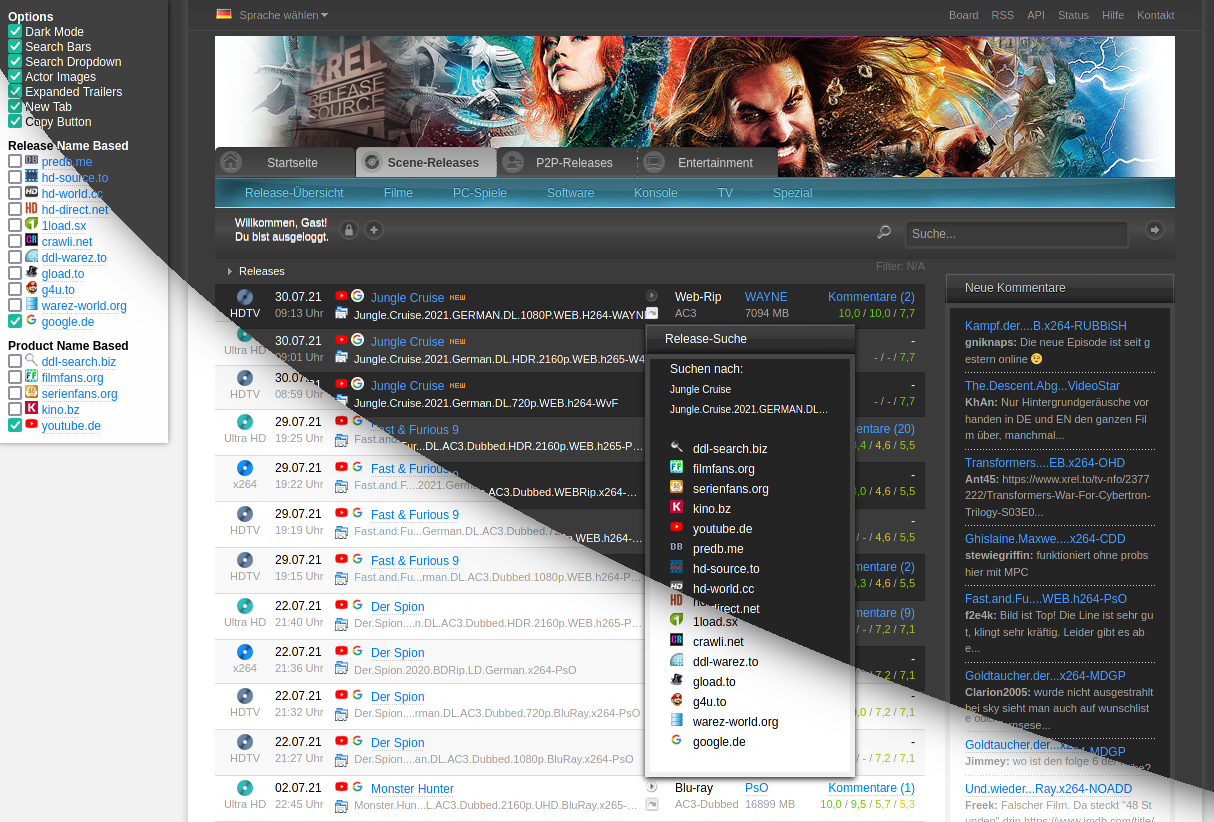 Options
Dark Mode
Search Bars
Search Dropdown
Actor Images
Expanded Trailers
New Tab
Copy Button
Release Name Based
predb.me
hd-source.to
hd-world.cc
hd-direct.net
1load.sx
crawli.net
ddl-warez.to
gload.to
g4u.to
warez-world.org
google.de
Product Name Based
ddl-search.biz
filmfans.org
serienfans.org
kino.bz
youtube.de
Sprache wählen
Board RSS API Status Hilfe Kontakt
XREL
RELEASE
SOURCE
Startseite Scene-Releases P2P-Releases Entertainment
Release-Übersicht Filme PC-Spiele Software Konsole TV Spezial
Willkommen, Gast!
Du bist ausgeloggt.
Suche...
Releases
Filter: N/A
30.07.21 Jungle Cruise NEW Web-Rip WAYNE Kommentare (2)
HDTV 09:13 Uhr Jungle.Cruise.2021.GERMAN.DL.1080P.WEB.H264-WAYNE AC3 7094 MB 10,0 / 10,0 / 7,7
30.07.21 Jungle Cruise NEW -
Ultra HD 09:01 Uhr Jungle.Cruise.2021.German.DL.HDR.2160p.WEB.h265-W4 - / - / 7,7
30.07.21 Jungle Cruise NEW -
HDTV 08:59 Uhr Jungle.Cruise.2021.German.DL.720p.WEB.h264-WvF - / - / 7,7
29.07.21 Fast & Furious 9 entare (20)
Ultra HD 19:25 Uhr Fast.and.Fur...DL.AC3.Dubbed.HDR.2160p.WEB.h265-P... ,4 / 4,6 / 5,5
29.07.21 Fast & Furious 9 -
x264 19:22 Uhr Fast.and.F....2021.German.AC3.Dubbed.WEBRip.x264-... ,0 / 4,6 / 5,5
29.07.21 Fast & Furious 9 -
HDTV 19:19 Uhr Fast.and.Fu...German.DL.AC3.Dubbed.720p.WEB.h264-... - / 4,6 / 5,5
29.07.21 Fast & Furious 9 mmentare (2)
HDTV 19:15 Uhr Fast.and.Fu...rman.DL.AC3.Dubbed.1080p.WEB.h264-P... ,3 / 4,6 / 5,5
22.07.21 Der Spion mmentare (9)
Ultra HD 21:40 Uhr Der.Spion....n.DL.AC3.Dubbed.HDR.2160p.WEB.h265-P... / - / 7,2 / 7,1
22.07.21 Der Spion -
x264 21:36 Uhr Der.Spion.2020.BDRip.LD.German.x264-PsO - / 7,2 / 7,1
22.07.21 Der Spion -
HDTV 21:32 Uhr Der.Spion....rman.DL.AC3.Dubbed.720p.BluRay.x264-PsO ,0 / 7,2 / 7,1
22.07.21 Der Spion -
HDTV 21:27 Uhr Der.Spion....an.DL.AC3.Dubbed.1080p.BluRay.x264-PsO - / - / 7,2 / 7,1
02.07.21 Monster Hunter Blu-ray PsO Kommentare (1)
Ultra HD 22:45 Uhr Monster.Hun...L.AC3.Dubbed.2160p.UHD.BluRay.x265-... AC3-Dubbed 16899 MB 10,0 / 9,5 / 5,7 / 5,3
Release-Suche
Suchen nach:
Jungle Cruise
Jungle.Cruise.2021.GERMAN.DL...
ddl-search.biz
filmfans.org
serienfans.org
kino.bz
youtube.de
predb.me
hd-source.to
hd-world.cc
hd-direct.net
1load.sx
crawli.net
ddl-warez.to
gload.to
g4u.to
warez-world.org
google.de
Neue Kommentare
Kampf.der....B.x264-RUBBiSH
gniknaps: Die neue Episode ist seit g
estern online
The.Descent.Abg...VideoStar
KhAn: Nur Hintergrundgeräusche vor
handen in DE und EN den ganzen Fil
m über, manchmal...
Transformers....EB.x264-OHD
Ant45: https://www.xrel.to/tv-nfo/2377
222/Transformers-War-For-Cybertron-
Trilogy-S03E0...
Ghislaine.Maxwe....x264-CDD
stewiegriffin: funktioniert ohne probs
hier mit MPC
Fast.and.Fu....WEB.h264-PsO
f2e4k: Bild ist Top! Die Line ist sehr gu
t, klingt sehr kräftig. Leider gibt es ab
e...
Goldtaucher.der...x264-MDGP
Clarion2005: wurde nicht ausgestrahlt
bei sky sieht man auch auf wunschlist
ernsese...
Goldtaucher.der...x264-MDGP
Jimmey: wo ist den folge 6 der reihe?
Und.wieder...Ray.x264-NOADD
Freek: Falscher Film. Da steckt "48 St
unden" drin https://www.imdb.com/title/